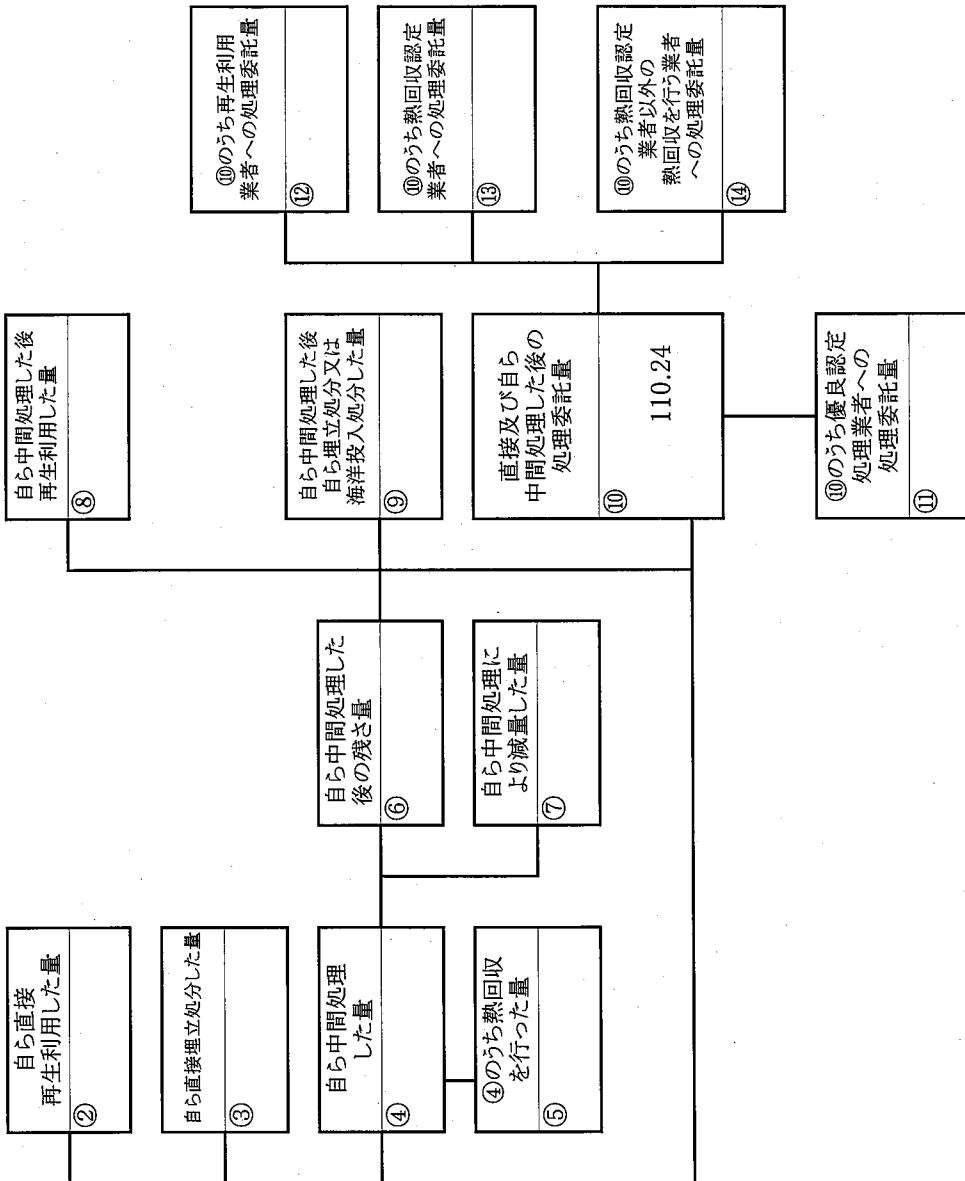 自ら直接
再生利用した量
②
自ら直接埋立処分した量
③
自ら中間処理
した量
④
④のうち熱回収
を行った量
⑤
自ら中間処理した
後の残さ量
⑥
自ら中間処理に
より減量した量
⑦
自ら中間処理した後
再生利用した量
⑧
自ら中間処理した後
自ら埋立処分又は
海洋投入処分した量
⑨
直接及び自ら
中間処理した後の
処理委託量
⑩
110.24
⑩のうち優良認定
処理業者への
処理委託量
⑪
⑩のうち再生利用
業者への処理委託量
⑫
⑩のうち熱回収認定
業者への処理委託量
⑬
⑩のうち熱回収認定
業者以外の
熱回収を行う業者
への処理委託量
⑭